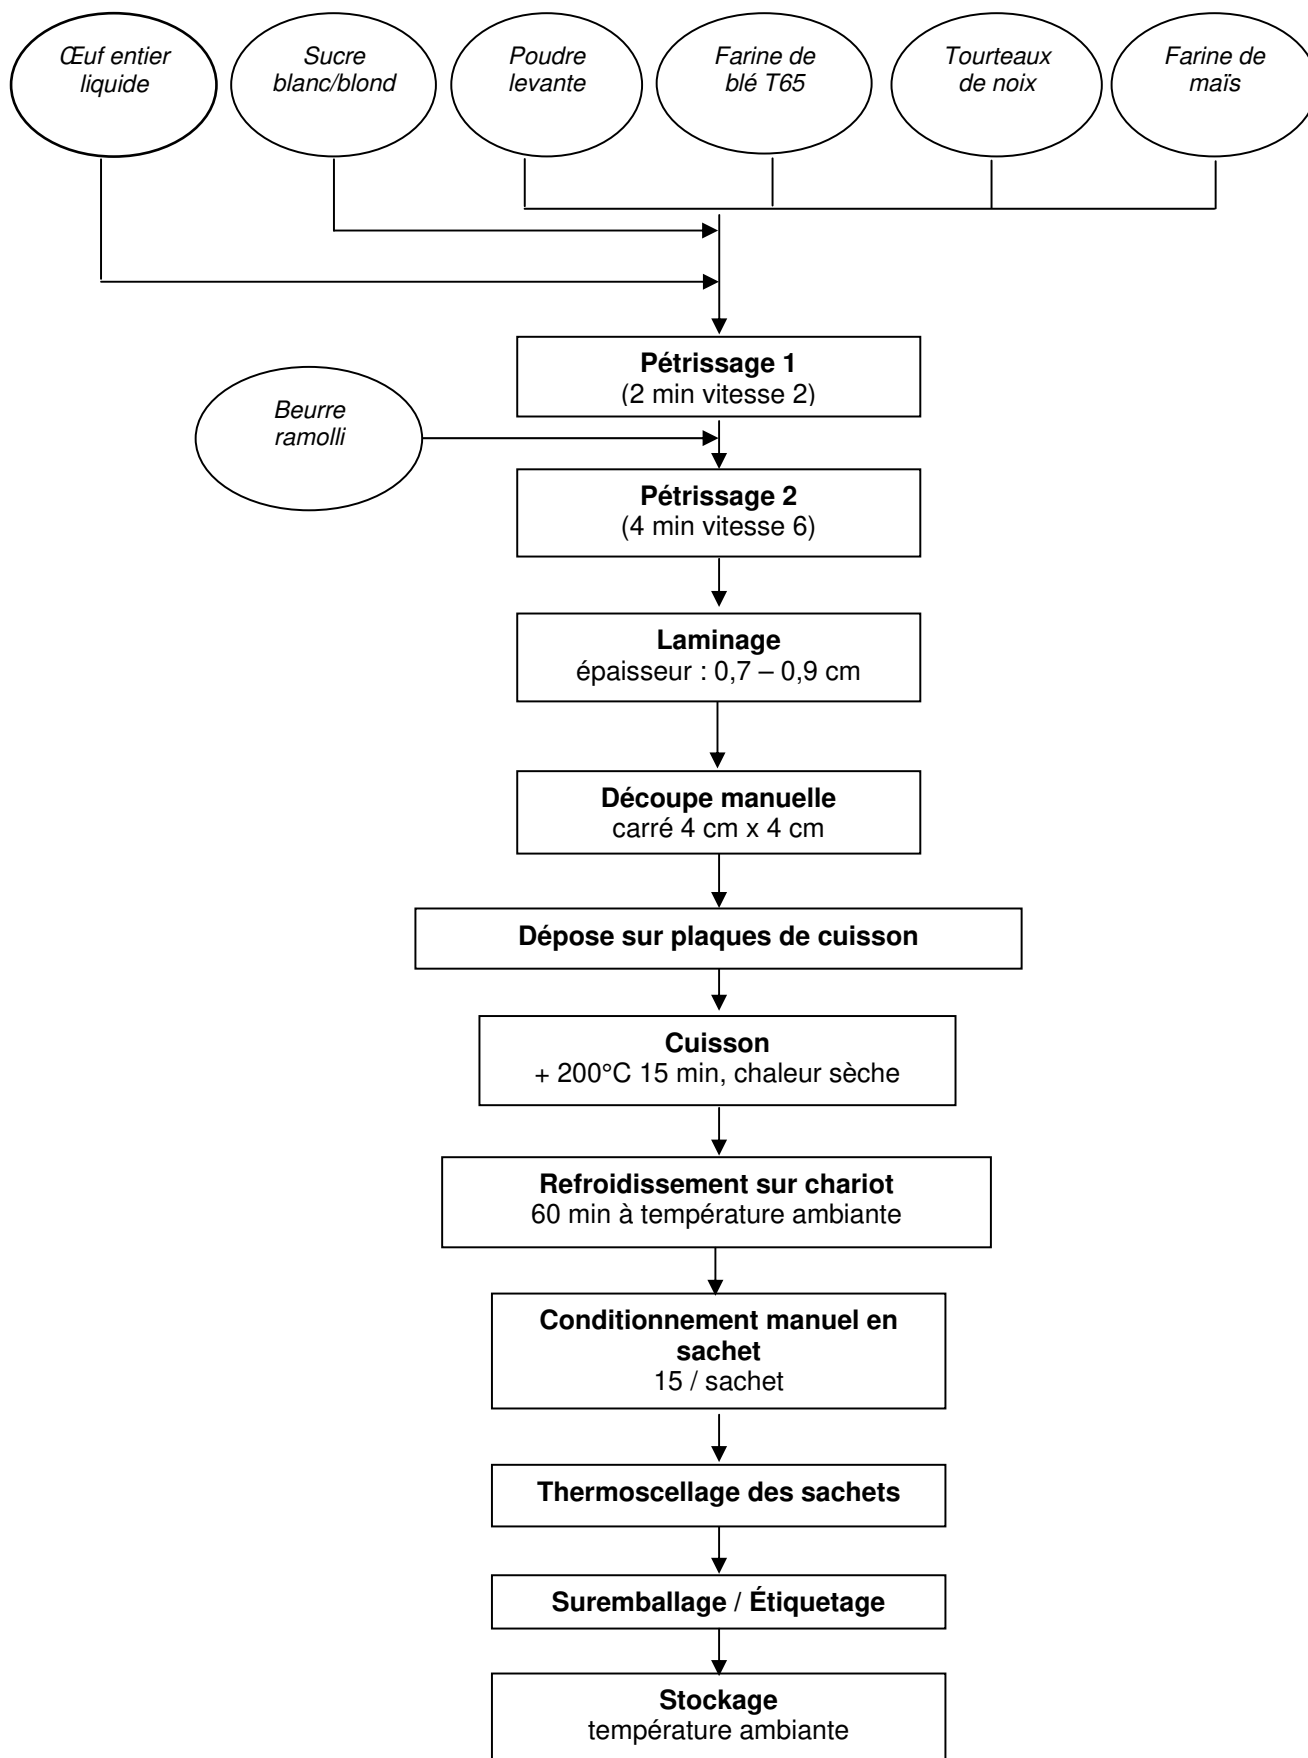 Œuf entier
liquide
Sucre
blanc/blond
Poudre
levante
Farine de
blé T65
Tourteaux
de noix
Farine de
maïs
Pétrissage 1
(2 min vitesse 2)
Beurre
ramolli
Pétrissage 2
(4 min vitesse 6)
Laminage
épaisseur : 0,7 – 0,9 cm
Découpe manuelle
carré 4 cm x 4 cm
Dépose sur plaques de cuisson
Cuisson
+ 200°C 15 min, chaleur sèche
Refroidissement sur chariot
60 min à température ambiante
Conditionnement manuel en
sachet
15 / sachet
Thermoscellage des sachets
Suremballage / Étiquetage
Stockage
température ambiante